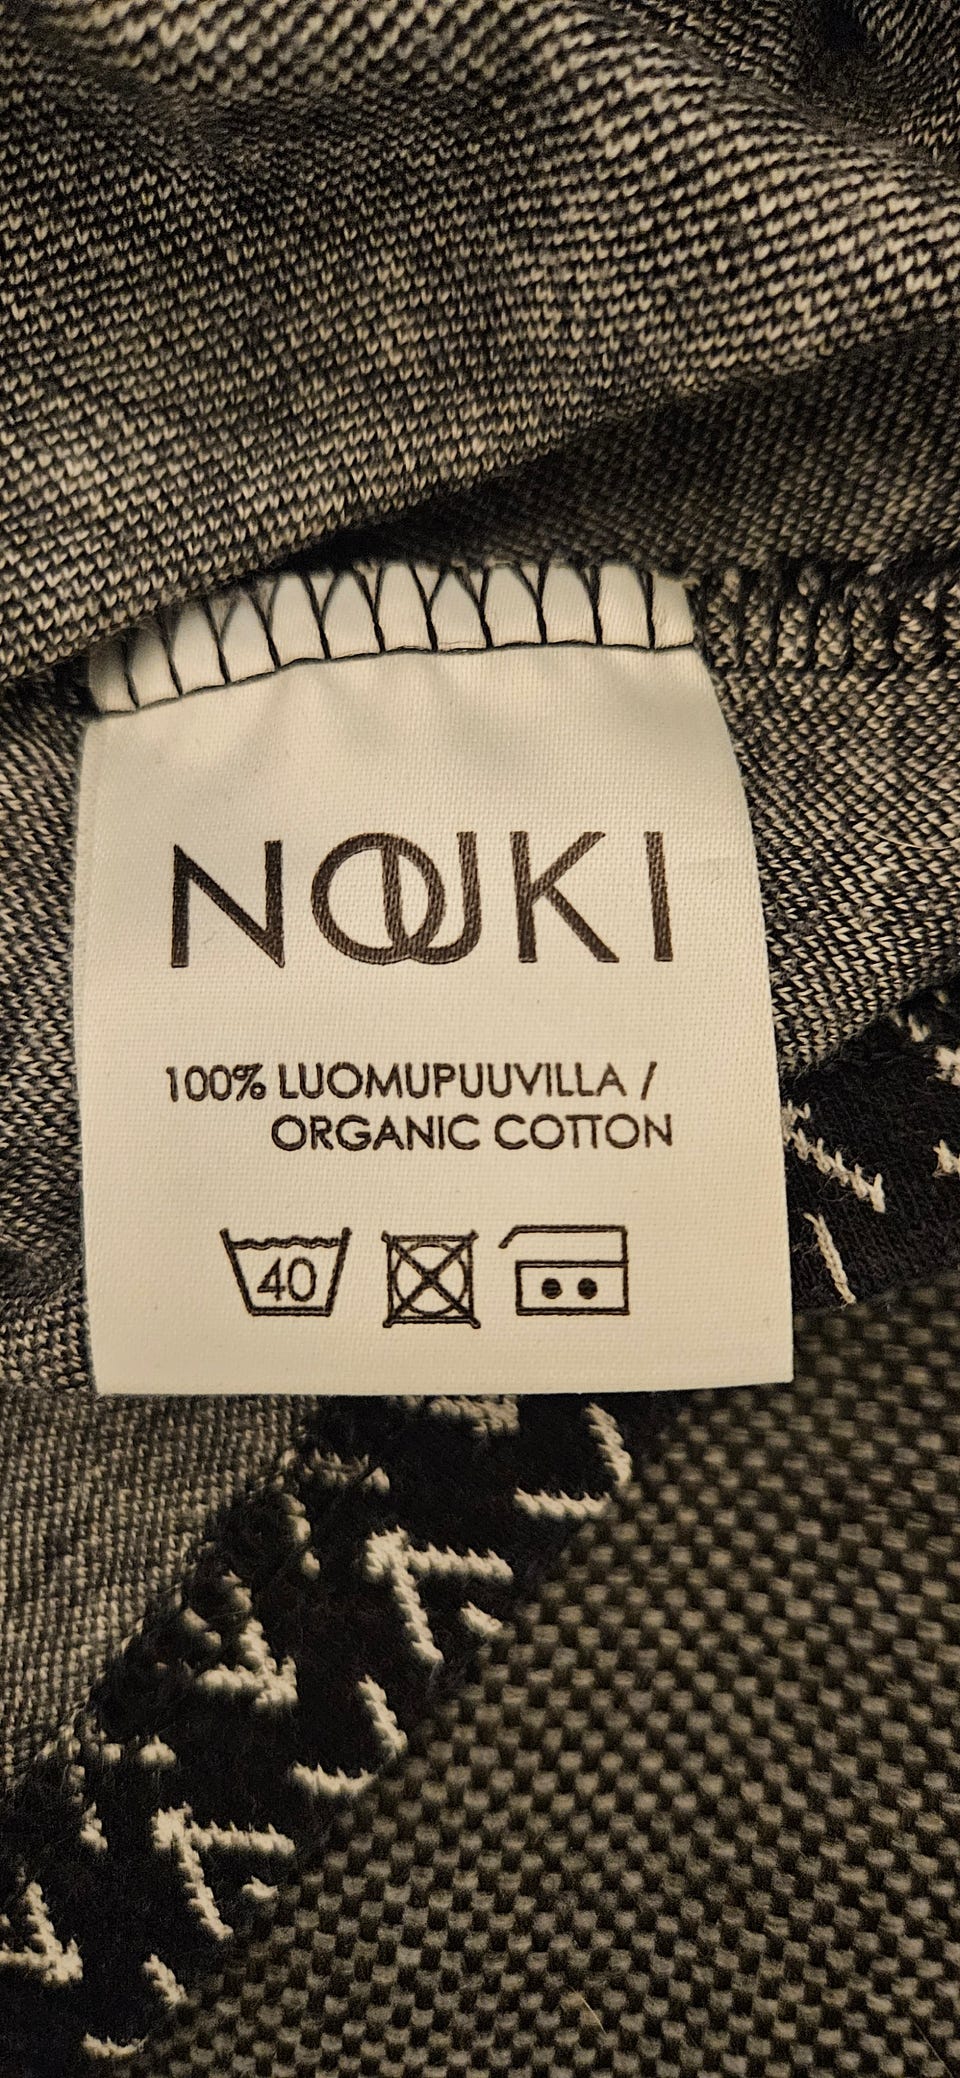 NOUKI
100% LUOMUPUUVILLA /
ORGANIC COTTON
40